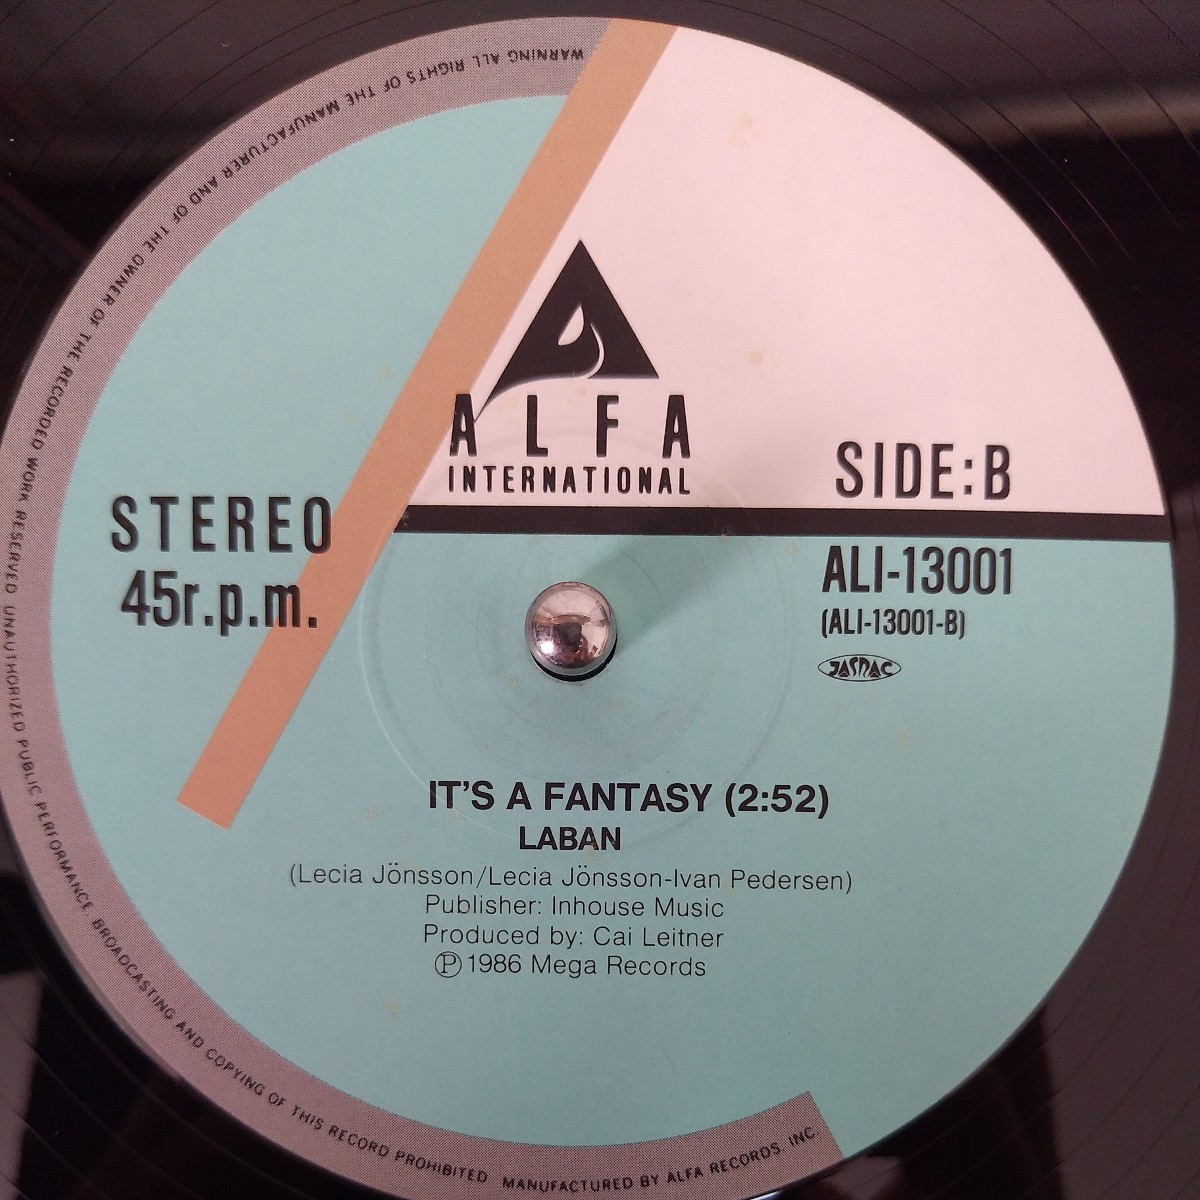 WARNING ALL RIGHTS OF THE MANUFACTURER AND OF THE OWNER OF THE RECORDED WORK RESERVED UNAUTHORIZED PUBLIC PERFORMANCE, BROADCASTING AND COPYING OF THIS RECORD PROHIBITED MANUFACTURED BY ALFA RECORDS, INC.
ALFA
INTERNATIONAL
SIDE:B
STEREO
45r.p.m.
ALI-13001
(ALI-13001-B)
JASRAC
IT'S A FANTASY (2:52)
LABAN
(Lecia Jönsson/Lecia Jönsson-Ivan Pedersen)
Publisher: Inhouse Music
Produced by: Cai Leitner
Ⓟ1986 Mega Records